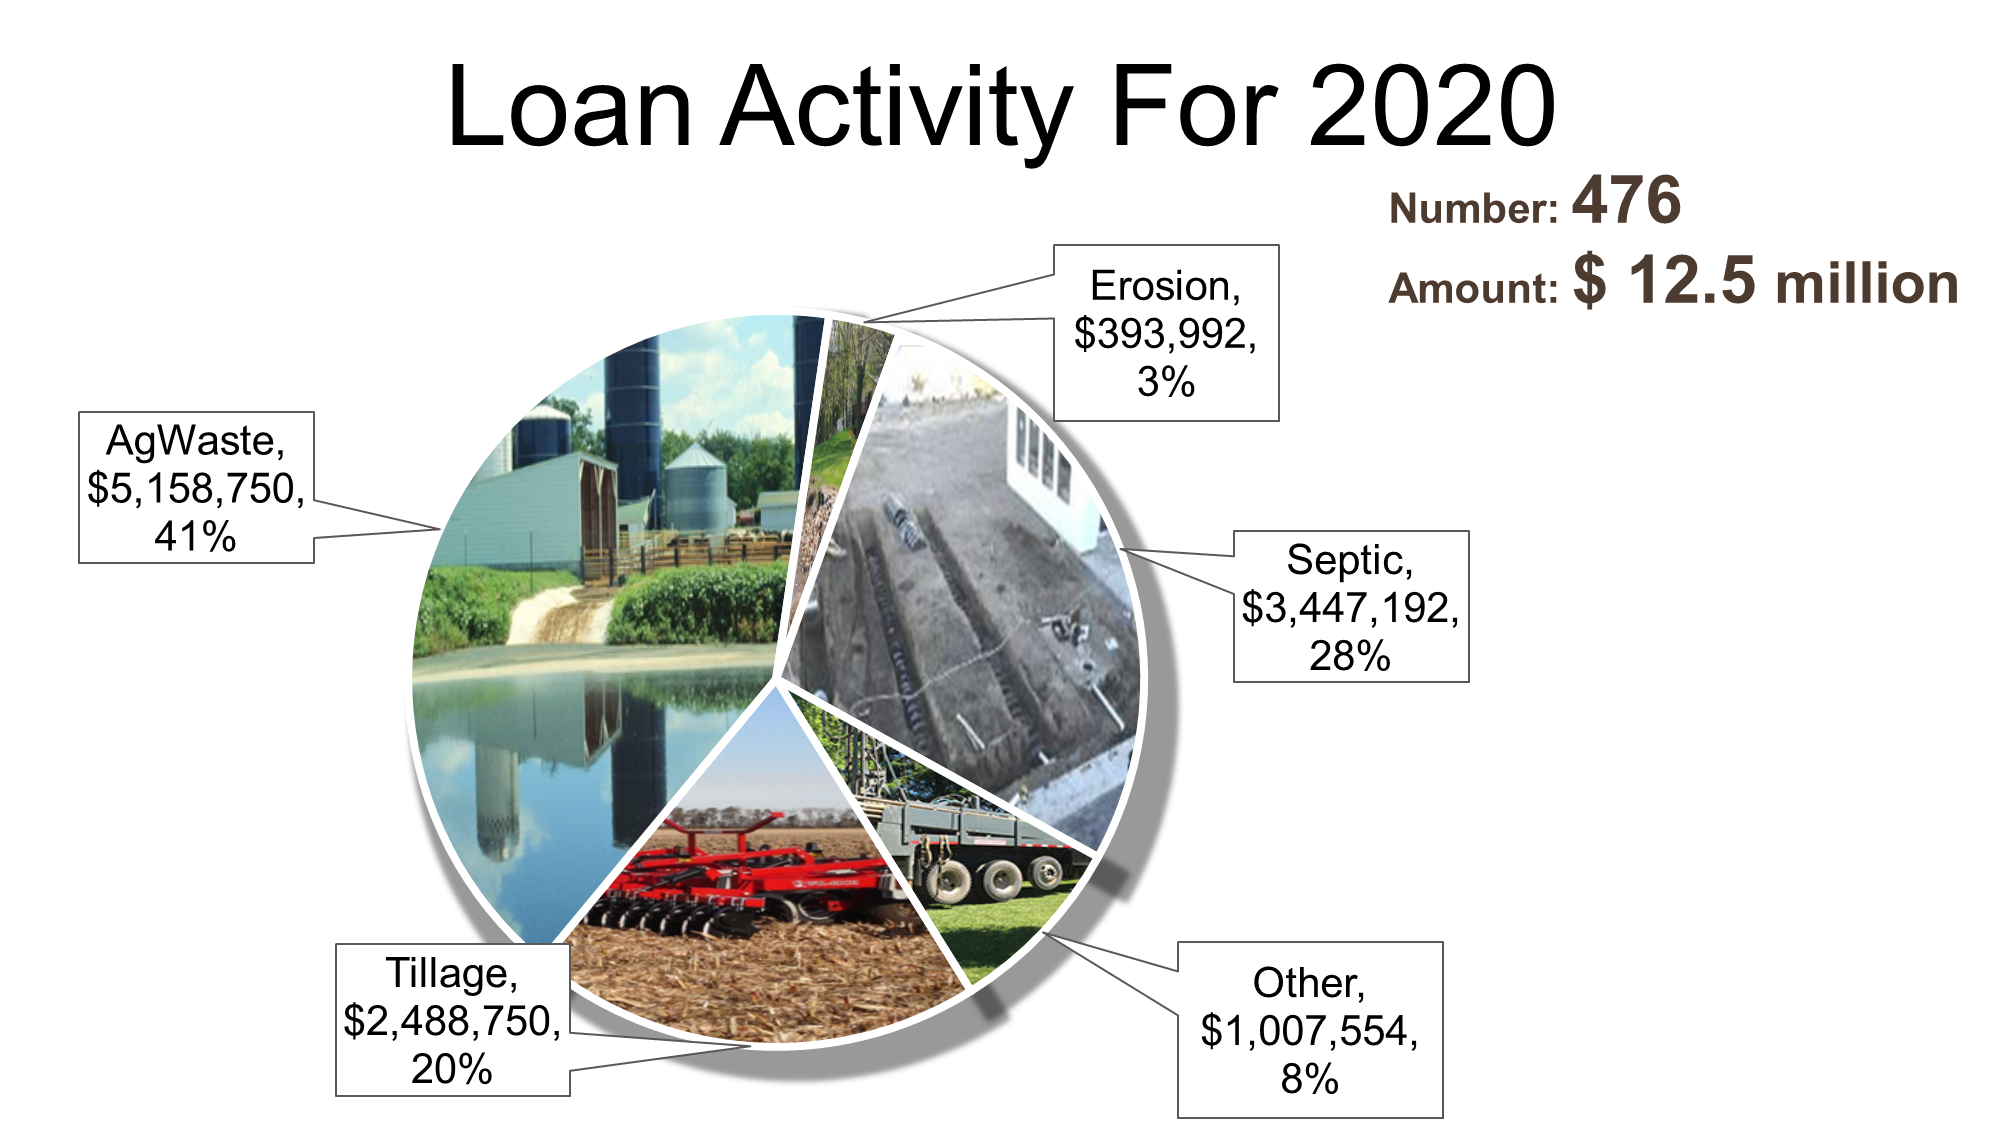 Loan Activity For 2020
Number: 476
Amount: $ 12.5 million
Erosion,
$393,992,
3%
AgWaste,
$5,158,750,
41%
Septic,
$3,447,192,
28%
Tillage,
$2,488,750,
20%
Other,
$1,007,554,
8%